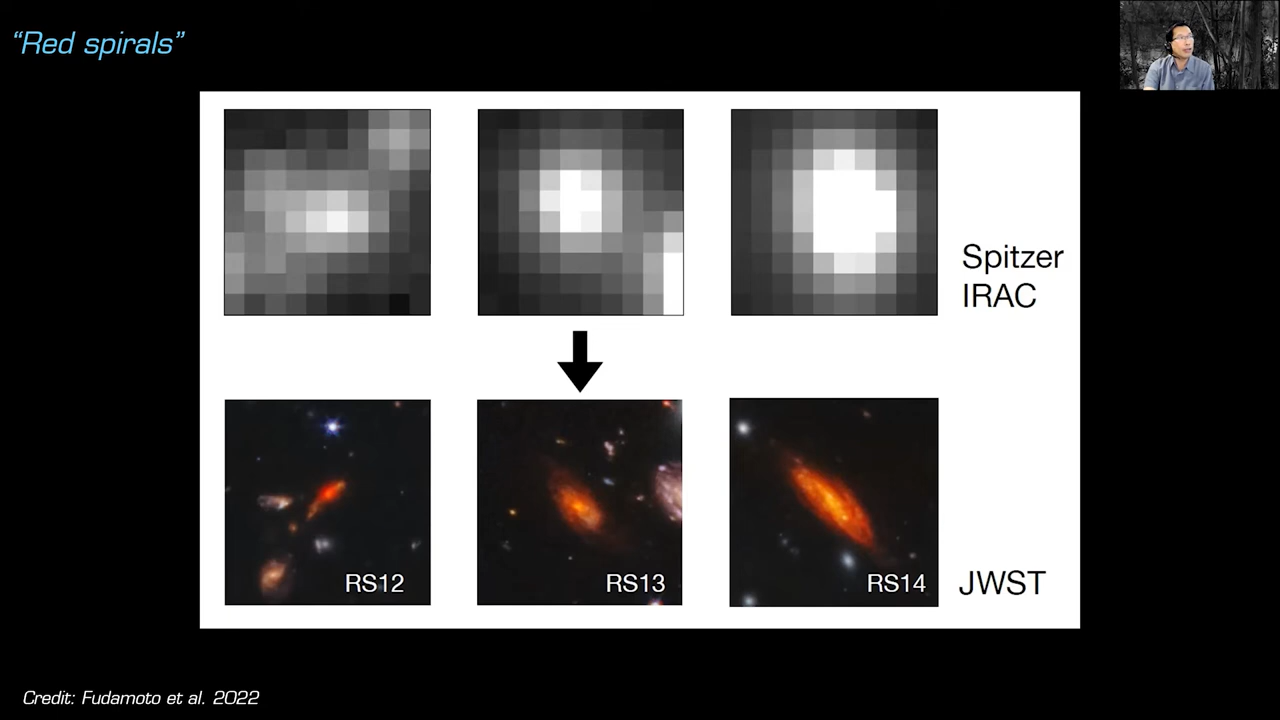 “Red spirals”
Spitzer
IRAC
RS12
RS13
RS14
JWST
Credit: Fudamoto et al. 2022